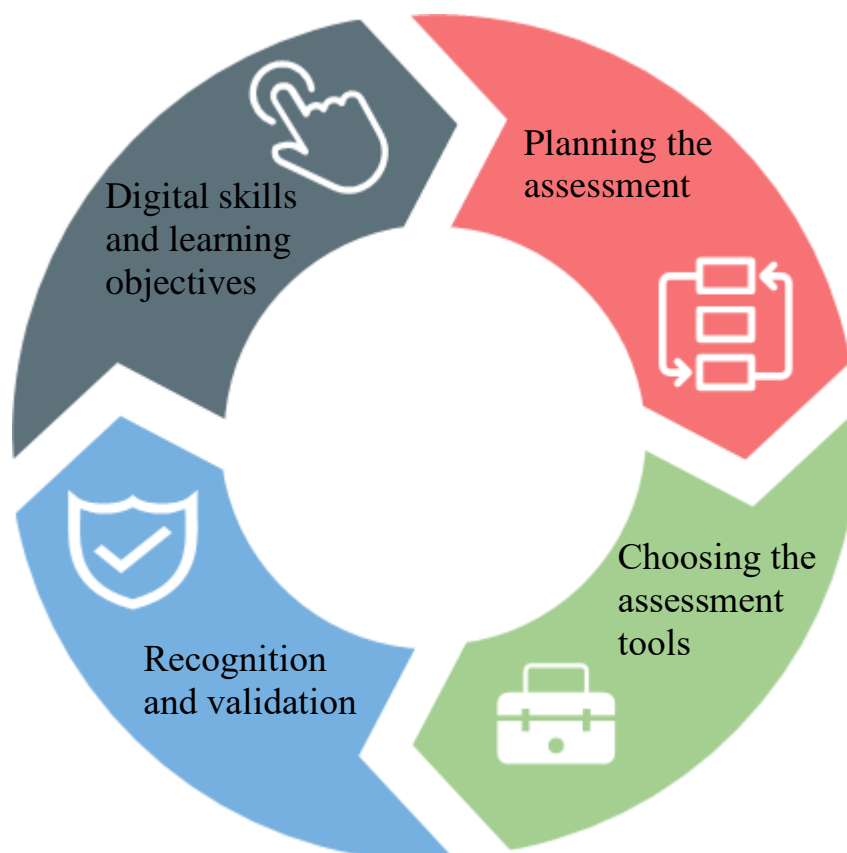 Digital skills
and learning
objectives
Planning the
assessment
Choosing the
assessment
tools
Recognition
and validation